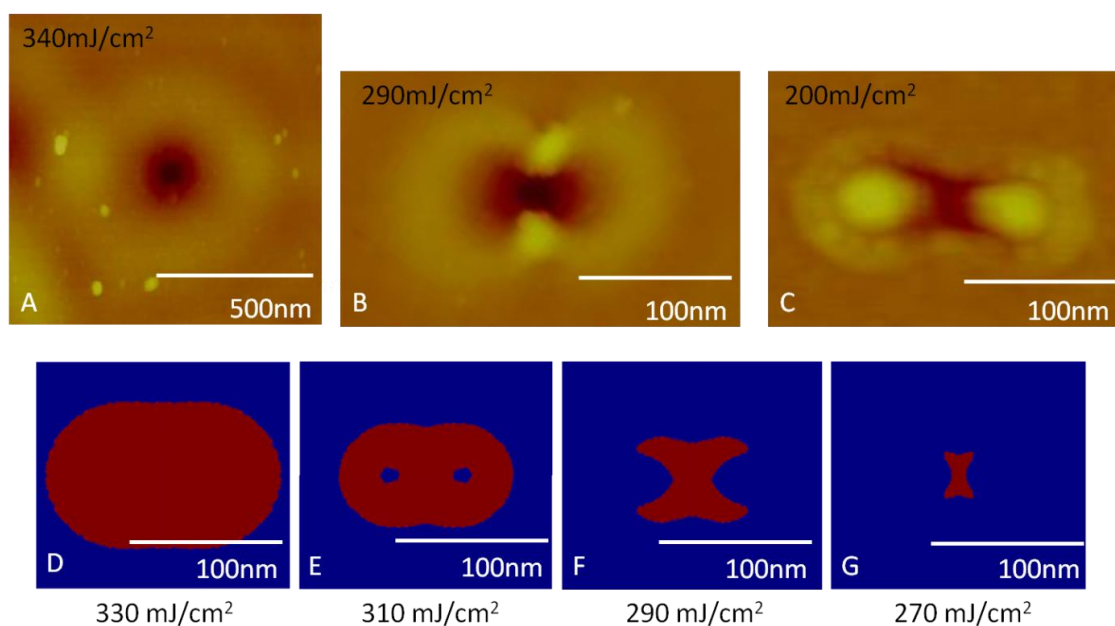 340mJ/cm²
290mJ/cm²
200mJ/cm²
A
500nm
B
100nm
C
100nm
D
100nm
E
100nm
F
100nm
G
100nm
330 mJ/cm²
310 mJ/cm²
290 mJ/cm²
270 mJ/cm²